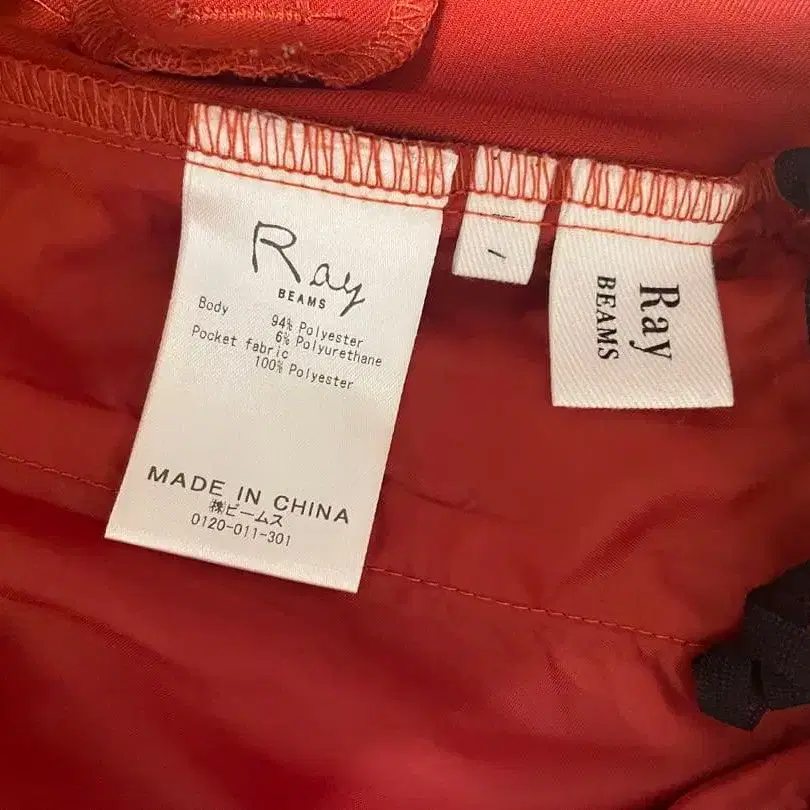 Ray
BEAMS
Body 94% Polyester
6% Polyurethane
Pocket fabric
100% Polyester
MADE IN CHINA
㈱ビームス
0120-011-301
1
Ray
BEAMS